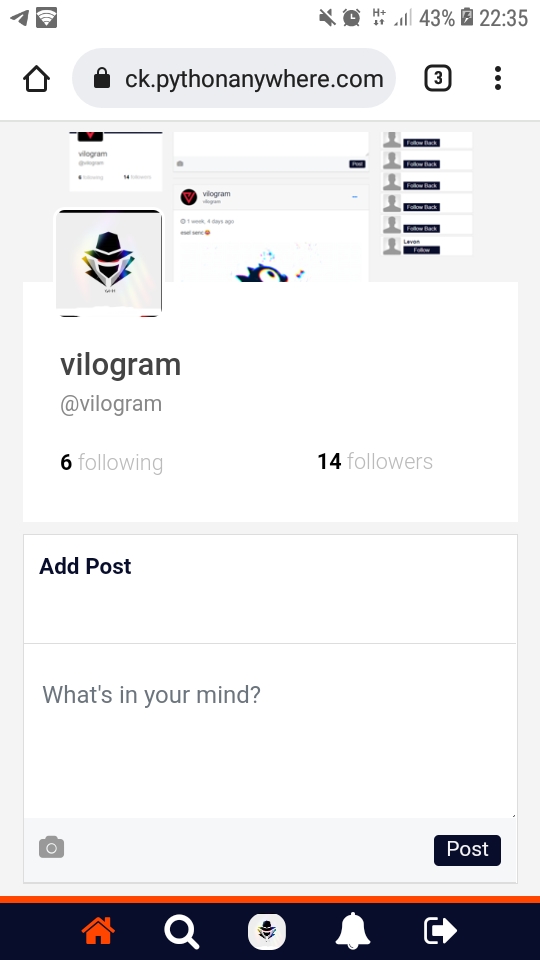 H+
43%
22:35
ck.pythonanywhere.com
3
vilogram
@vilogram
6 following
14 followers
Post
vilogram
vilogram
1 week, 4 days ago
Follow Back
Follow Back
Follow Back
Follow Back
Follow Back
Levon
Follow
vilogram
@vilogram
6 following
14 followers
Add Post
What's in your mind?
Post